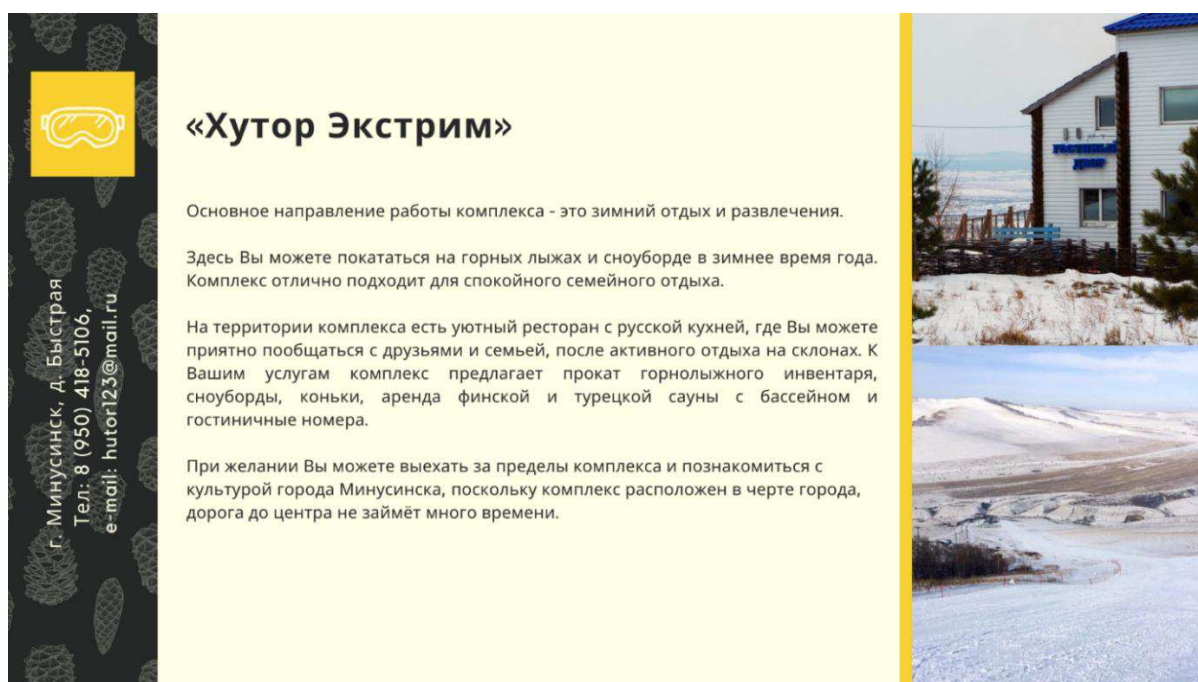 «Хутор Экстрим»
Основное направление работы комплекса - это зимний отдых и развлечения.
Здесь Вы можете покататься на горных лыжах и сноуборде в зимнее время года.
Комплекс отлично подходит для спокойного семейного отдыха.
На территории комплекса есть уютный ресторан с русской кухней, где Вы можете
приятно пообщаться с друзьями и семьей, после активного отдыха на склонах. К
Вашим услугам комплекс предлагает прокат горнолыжного инвентаря,
сноуборды, коньки, аренда финской и турецкой сауны с бассейном и
гостиничные номера.
При желании Вы можете выехать за пределы комплекса и познакомиться с
культурой города Минусинска, поскольку комплекс расположен в черте города,
дорога до центра не займёт много времени.
г. Минусинск, д. Быстрая
Тел: 8 (950) 418-5106,
e-mail: hutor123@mail.ru
ГОСТИНЫЙ
ДВОР